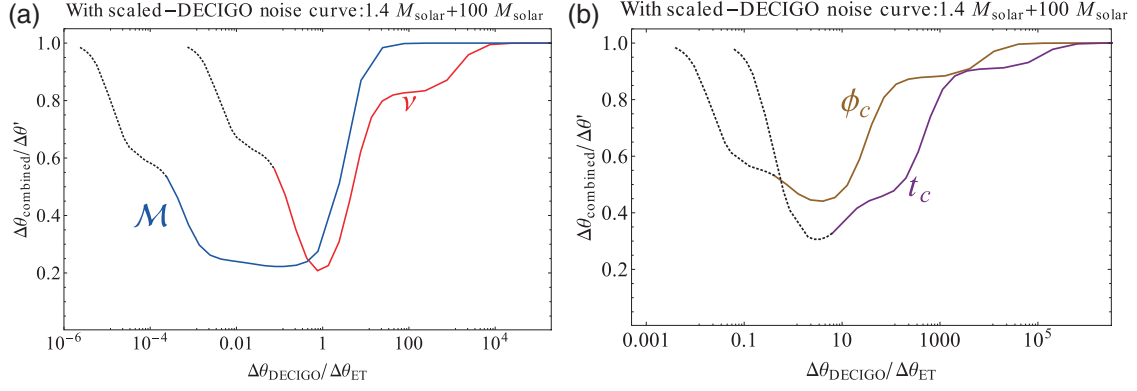 (a)
With scaled−DECIGO noise curve:1.4 M_solar+100 M_solar
Δθ_combined/Δθ'
1.0
0.8
0.6
0.4
0.2
ℳ
ν
10^-6
10^-4
0.01
1
100
10^4
Δθ_DECIGO/Δθ_ET
(b)
With scaled−DECIGO noise curve:1.4 M_solar+100 M_solar
Δθ_combined/Δθ'
1.0
0.8
0.6
0.4
0.2
ϕ_c
t_c
0.001
0.1
10
1000
10^5
Δθ_DECIGO/Δθ_ET